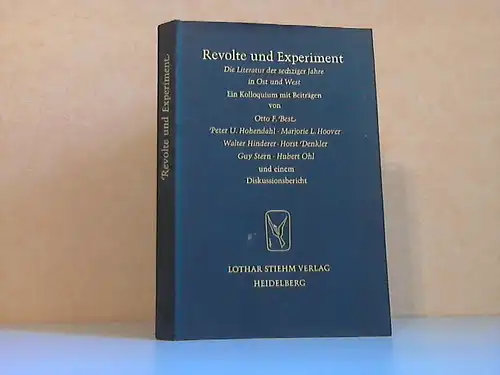 Revolte und Experiment
Revolte und Experiment
Die Literatur der sechziger Jahre
in Ost und West
Ein Kolloquium mit Beiträgen
von
Otto F. Best
Peter U. Hohendahl · Marjorie L. Hoover
Walter Hinderer · Horst Denkler
Guy Stern · Hubert Ohl
und einem
Diskussionsbericht
LOTHAR STIEHM VERLAG
HEIDELBERG